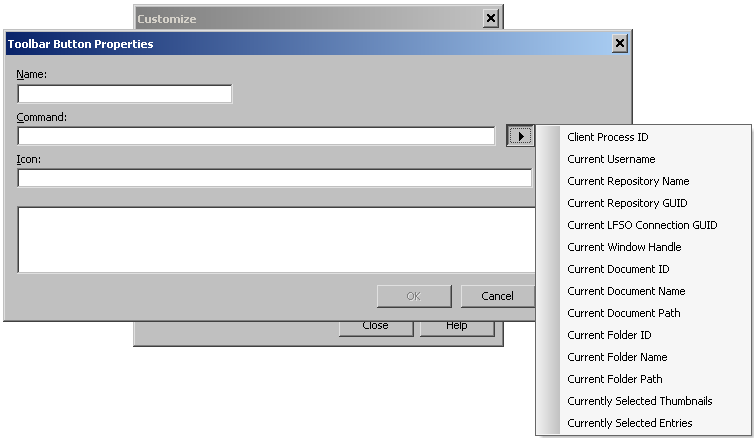 Customize
Toolbar Button Properties
Name:
Command:
Icon:
OK
Cancel
Close
Help
Client Process ID
Current Username
Current Repository Name
Current Repository GUID
Current LFSO Connection GUID
Current Window Handle
Current Document ID
Current Document Name
Current Document Path
Current Folder ID
Current Folder Name
Current Folder Path
Currently Selected Thumbnails
Currently Selected Entries